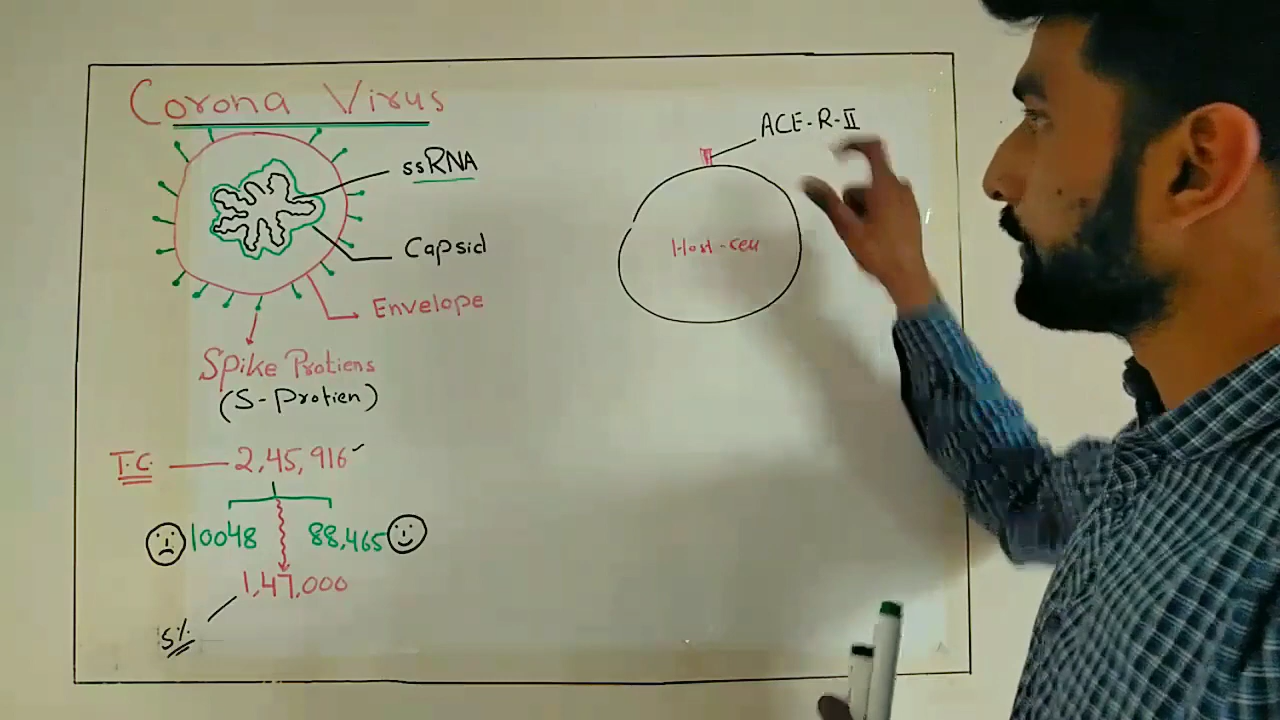 Corona Virus
ssRNA
Capsid
Envelope
Spike Protiens
(S-Protien)
T.C. 2,45,916
10048 88,465
1,47,000
5%
ACE-R-II
Host-cell